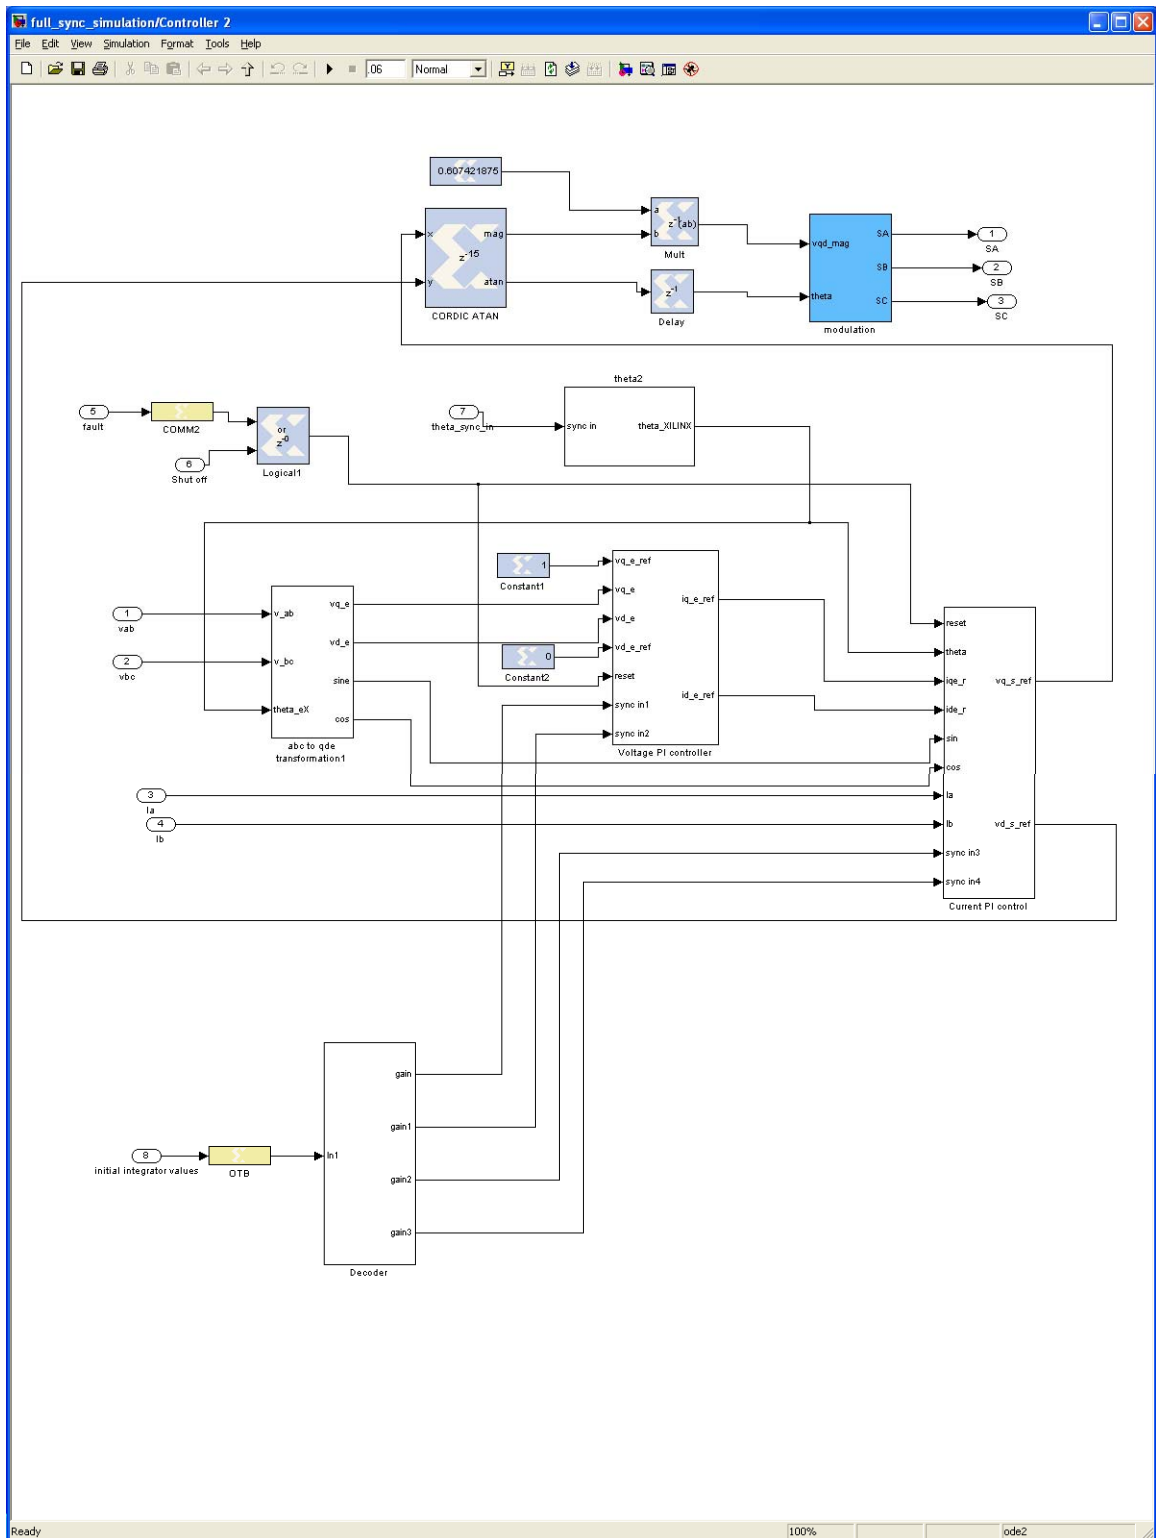 full_sync_simulation/Controller 2
File Edit View Simulation Format Tools Help
.06 Normal
0.607421875
x
y
z-15
mag
atan
CORDIC ATAN
a
b
z-1(ab)
Mult
z-1
Delay
vqd_mag
theta
SA
SB
SC
modulation
1
SA
2
SB
3
SC
5
fault
COMM2
6
Shut off
or
z-0
Logical1
7
theta_sync_in
theta2
sync in
theta_XILINX
1
vab
2
vbc
v_ab
v_bc
theta_eX
vq_e
vd_e
sine
cos
abc to qde
transformation1
1
Constant1
0
Constant2
vq_e_ref
vq_e
vd_e
vd_e_ref
reset
sync in1
sync in2
iq_e_ref
id_e_ref
Voltage PI controller
3
Ia
4
Ib
reset
theta
iqe_r
ide_r
sin
cos
Ia
Ib
sync in3
sync in4
vq_s_ref
vd_s_ref
Current PI control
8
initial integrator values
OTB
In1
gain
gain1
gain2
gain3
Decoder
Ready
100%
ode2